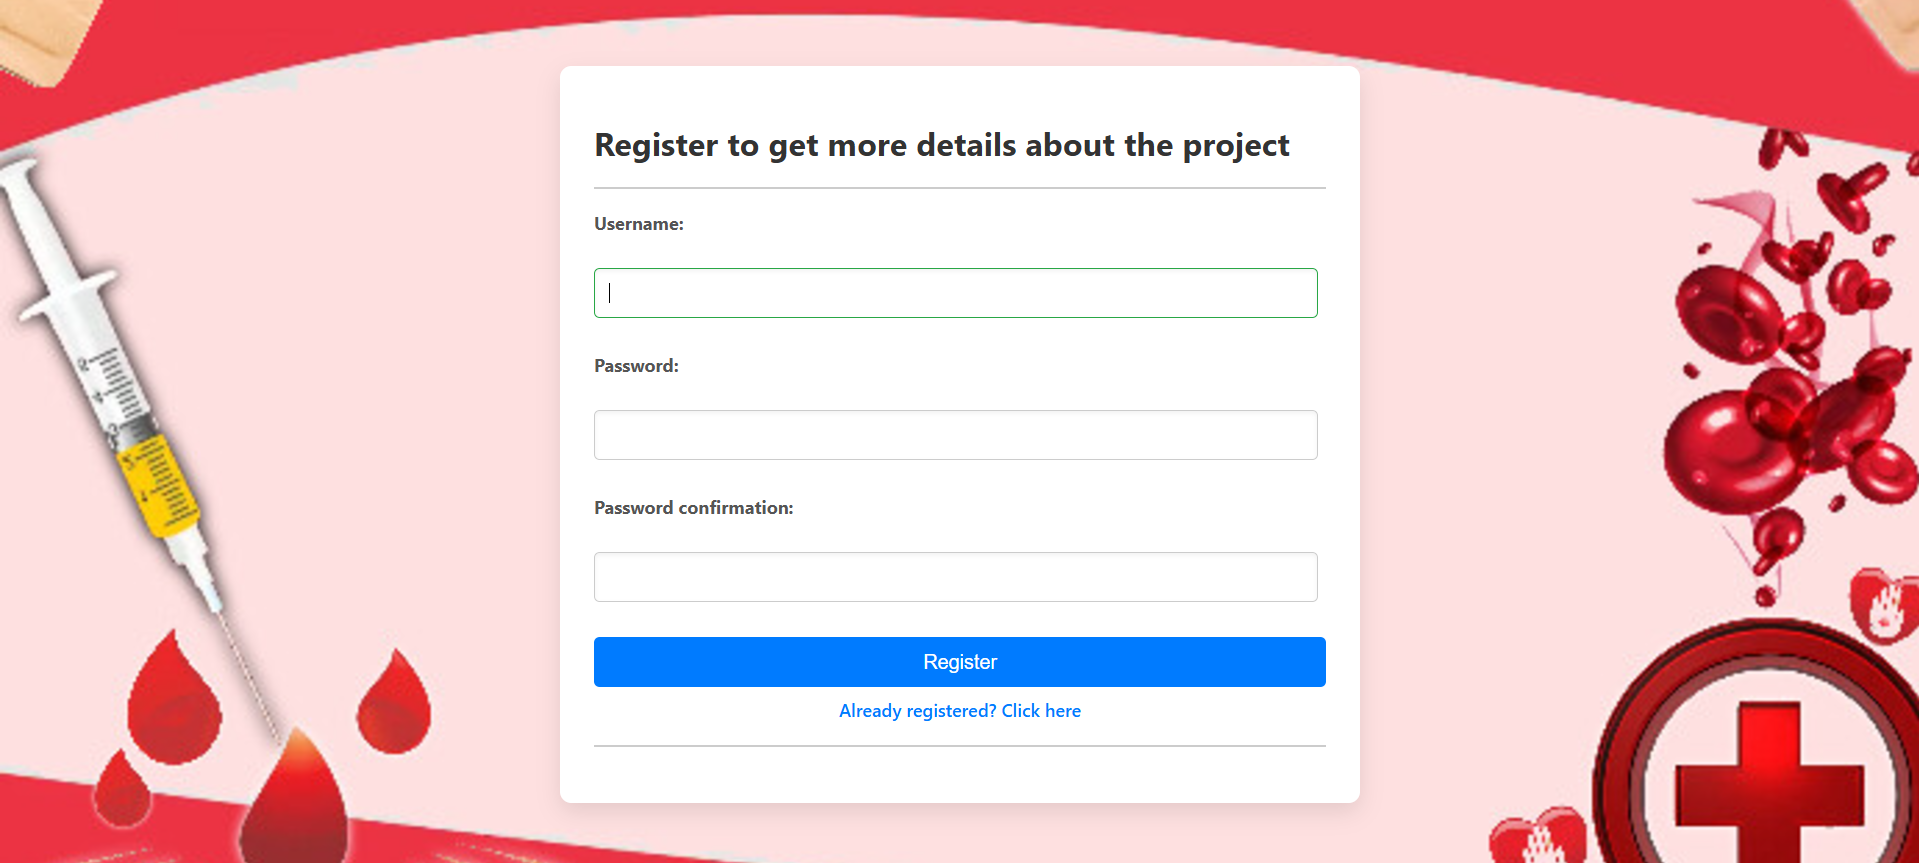 Register to get more details about the project
Username:
Password:
Password confirmation:
Register
Already registered? Click here